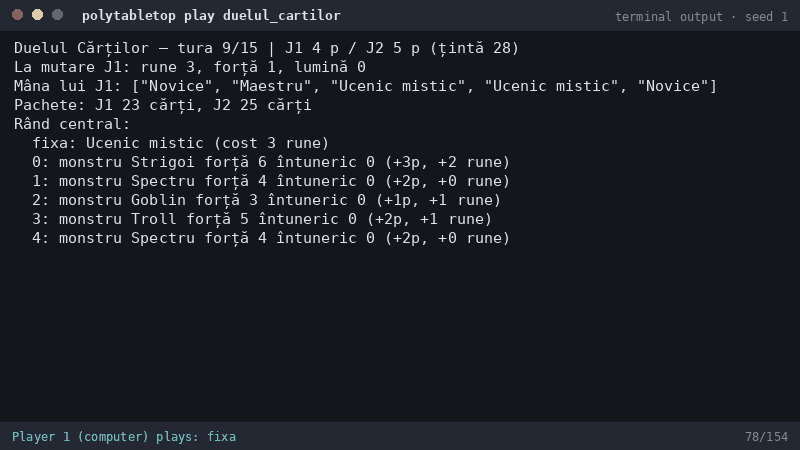 polytabletop play duelul_cartilor
terminal output · seed 1
Duelul Cărților — tura 9/15 | J1 4 p / J2 5 p (țintă 28)
La mutare J1: rune 3, forță 1, lumină 0
Mâna lui J1: ["Novice", "Maestru", "Ucenic mistic", "Ucenic mistic", "Novice"]
Pachete: J1 23 cărți, J2 25 cărți
Rând central:
fixa: Ucenic mistic (cost 3 rune)
0: monstru Strigoi forță 6 întuneric 0 (+3p, +2 rune)
1: monstru Spectru forță 4 întuneric 0 (+2p, +0 rune)
2: monstru Goblin forță 3 întuneric 0 (+1p, +1 rune)
3: monstru Troll forță 5 întuneric 0 (+2p, +1 rune)
4: monstru Spectru forță 4 întuneric 0 (+2p, +0 rune)
Player 1 (computer) plays: fixa
78/154